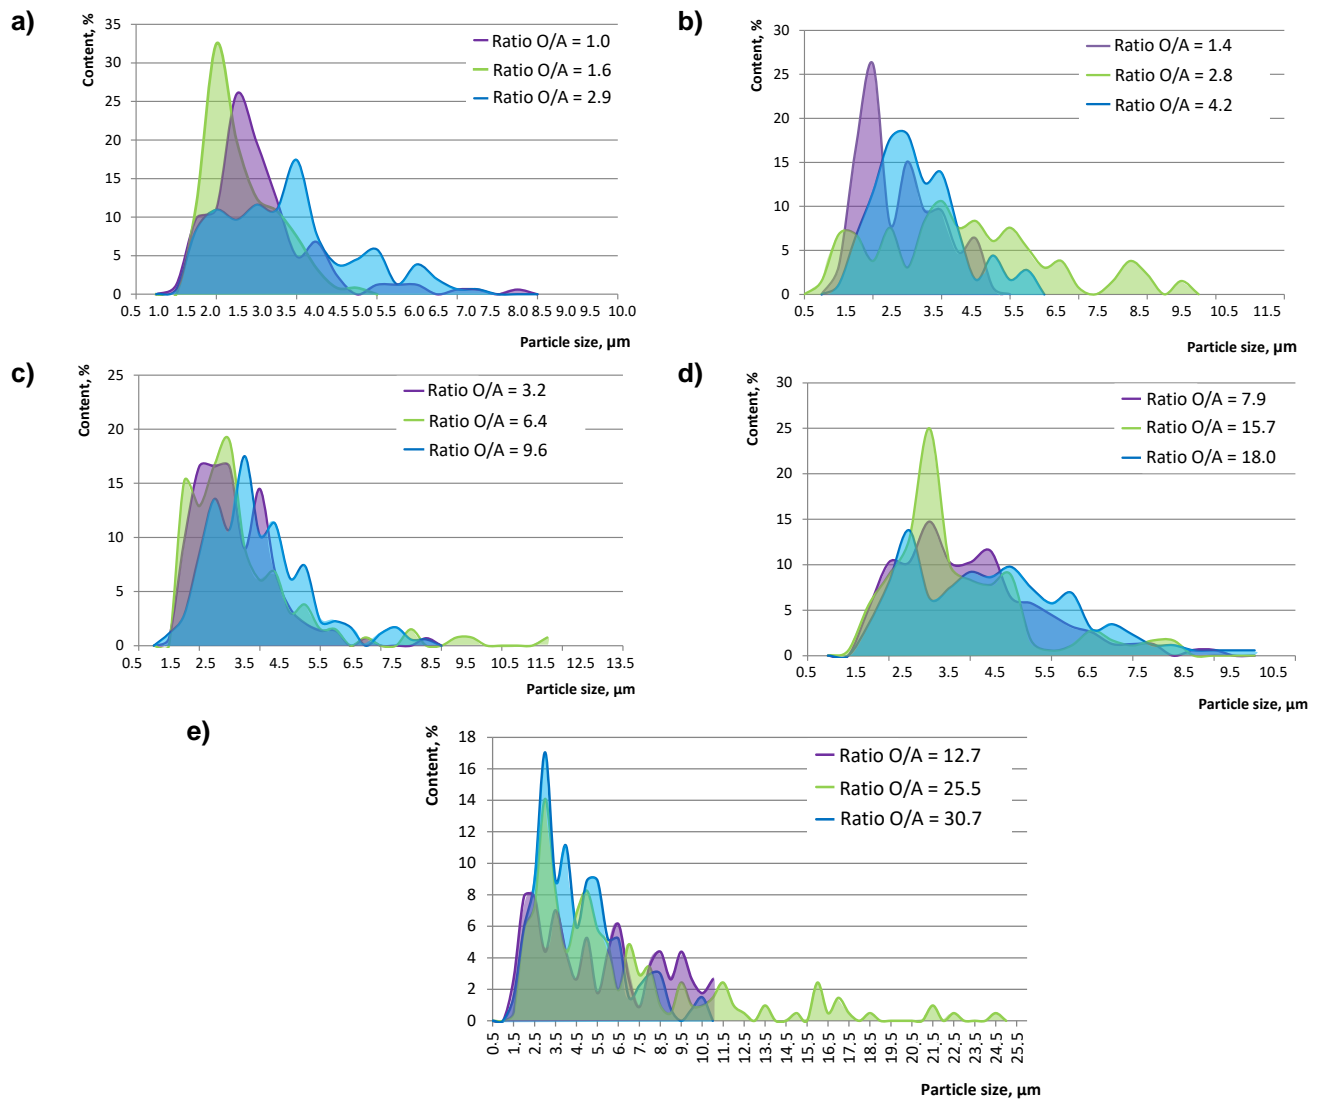 a)
Content, %
35
30
25
20
15
10
5
0
Ratio O/A = 1.0
Ratio O/A = 1.6
Ratio O/A = 2.9
0.5 1.0 1.5 2.0 1.5 3.0 3.5 4.0 4.5 5.0 5.5 6.0 6.5 7.0 7.5 8.0 8.5 9.0 9.5 10.0
Particle size, µm
b)
Content, %
30
25
20
15
10
5
0
Ratio O/A = 1.4
Ratio O/A = 2.8
Ratio O/A = 4.2
0.5 1.5 2.5 3.5 4.5 5.5 6.5 7.5 8.5 9.5 10.5 11.5
Particle size, µm
c)
Content, %
25
20
15
10
5
0
Ratio O/A = 3.2
Ratio O/A = 6.4
Ratio O/A = 9.6
0.5 1.5 2.5 3.5 4.5 5.5 6.5 7.5 8.5 9.5 10.5 11.5 12.5 13.5
Particle size, µm
d)
Content, %
30
25
20
15
10
5
0
Ratio O/A = 7.9
Ratio O/A = 15.7
Ratio O/A = 18.0
0.5 1.5 2.5 3.5 4.5 5.5 6.5 7.5 8.5 9.5 10.5
Particle size, µm
e)
Content, %
18
16
14
12
10
8
6
4
2
0
Ratio O/A = 12.7
Ratio O/A = 25.5
Ratio O/A = 30.7
0.5 1.5 2.5 3.5 4.5 5.5 6.5 7.5 8.5 9.5 10.5 11.5 12.5 13.5 14.5 15.5 16.5 17.5 18.5 19.5 20.5 21.5 22.5 23.5 24.5 25.5
Particle size, µm